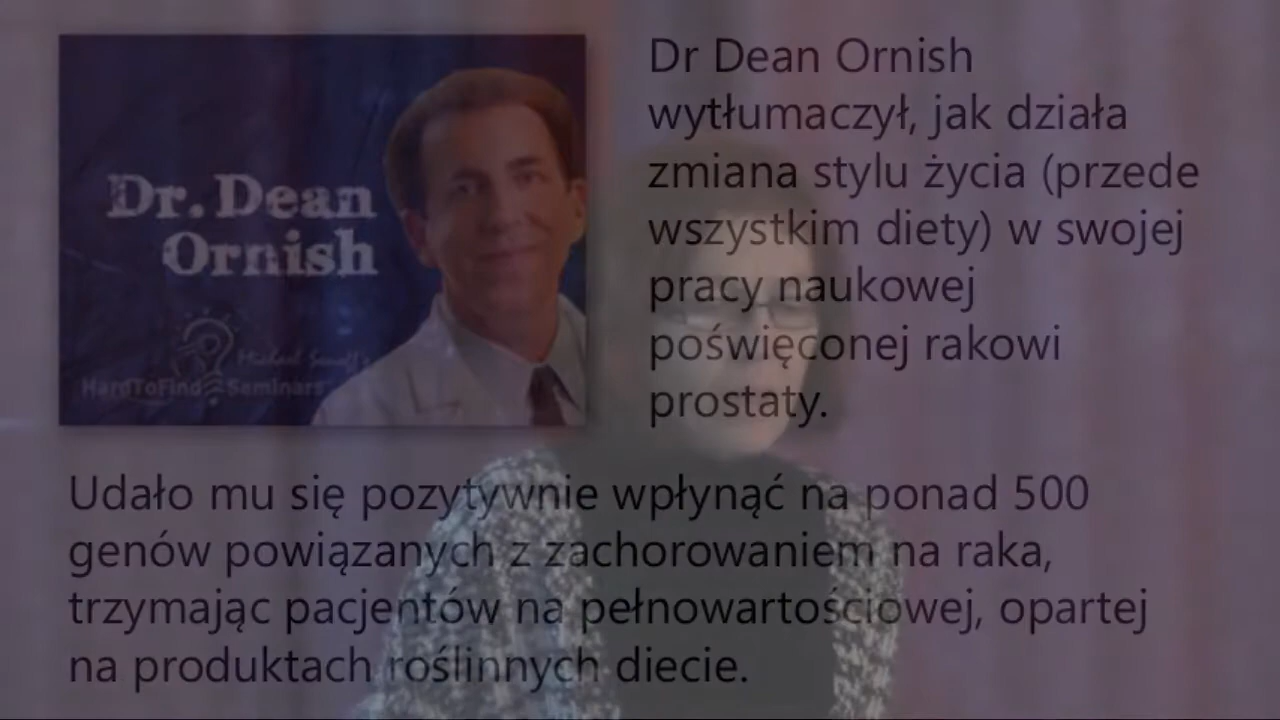 Dr. Dean
Ornish
HardToFind Seminars
Dr Dean Ornish
wytłumaczył, jak działa
zmiana stylu życia (przede
wszystkim diety) w swojej
pracy naukowej
poświęconej rakowi
prostaty.
Udało mu się pozytywnie wpłynąć na ponad 500
genów powiązanych z zachorowaniem na raka,
trzymając pacjentów na pełnowartościowej, opartej
na produktach roślinnych diecie.